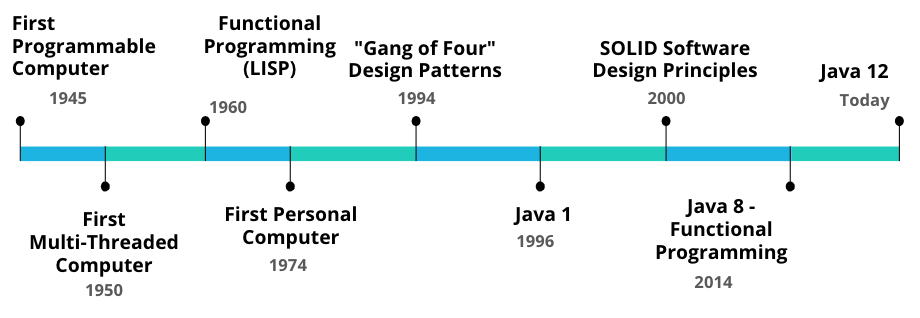 First
Programmable
Computer
1945
First
Multi-Threaded
Computer
1950
Functional
Programming
(LISP)
1960
First Personal
Computer
1974
"Gang of Four"
Design Patterns
1994
Java 1
1996
SOLID Software
Design Principles
2000
Java 8 -
Functional
Programming
2014
Java 12
Today